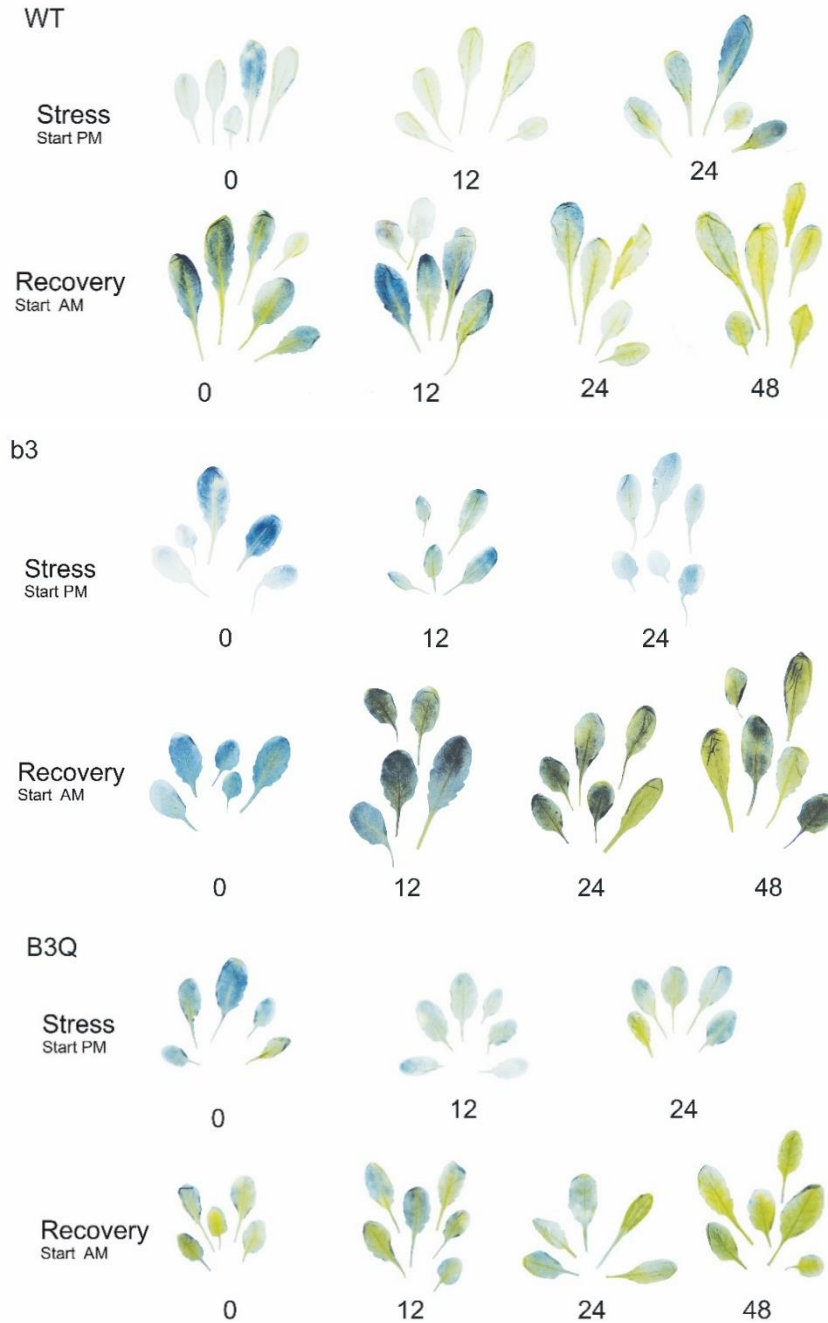 WT
Stress
Start PM
0
12
24
Recovery
Start AM
0
12
24
48
b3
Stress
Start PM
0
12
24
Recovery
Start AM
0
12
24
48
B3Q
Stress
Start PM
0
12
24
Recovery
Start AM
0
12
24
48